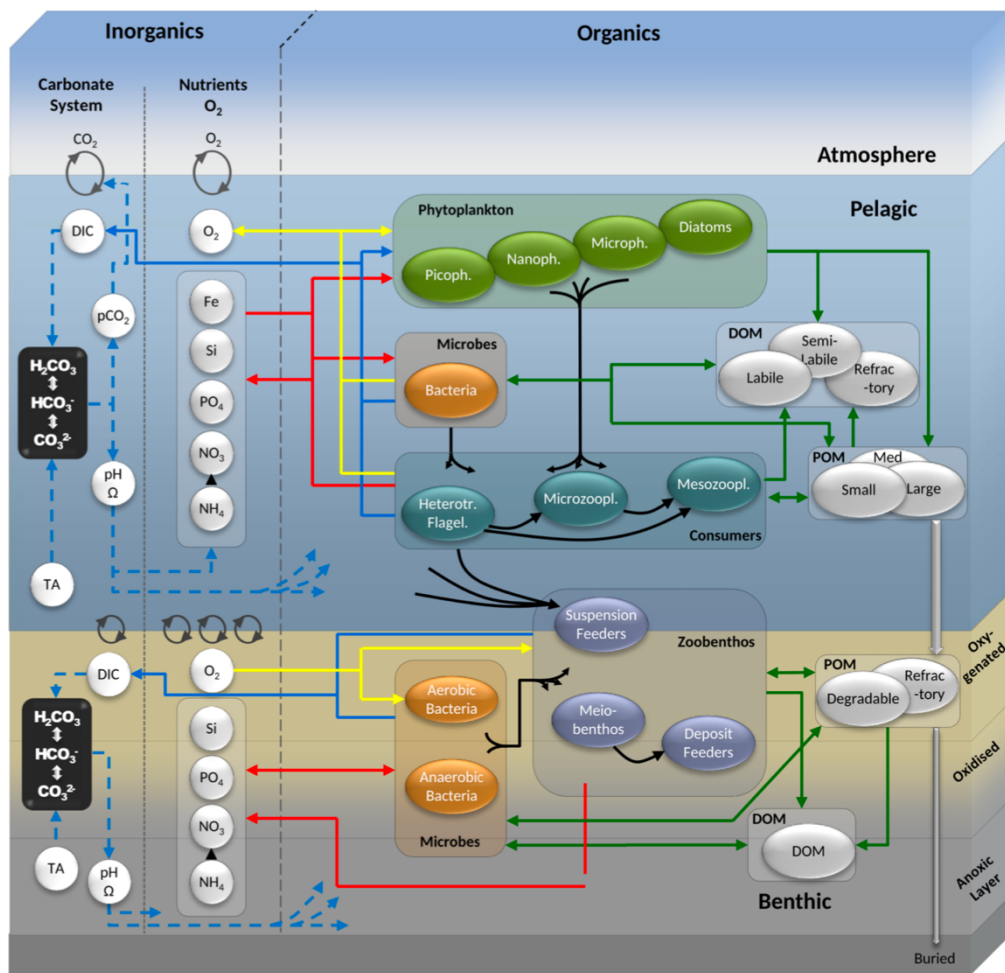 Inorganics
Organics
Carbonate
System
Nutrients
O₂
CO₂
O₂
Atmosphere
Pelagic
DIC
O₂
Phytoplankton
Picoph.
Nanoph.
Microph.
Diatoms
pCO₂
Fe
Si
PO₄
NO₃
NH₄
H₂CO₃
⇕
HCO₃⁻
⇕
CO₃²⁻
pH
Ω
TA
Microbes
Bacteria
DOM
Semi-
Labile
Labile
Refrac
-tory
POM
Med
Small
Large
Heterotr.
Flagel.
Microzoopl.
Mesozoopl.
Consumers
Suspension
Feeders
Zoobenthos
Meio-
benthos
Deposit
Feeders
DIC
O₂
H₂CO₃
⇕
HCO₃⁻
⇕
CO₃²⁻
Si
PO₄
NO₃
NH₄
TA
pH
Ω
Aerobic
Bacteria
Anaerobic
Bacteria
Microbes
POM
Refrac
-tory
Degradable
DOM
DOM
Benthic
Oxy-
genated
Oxidised
Anoxic
Layer
Buried